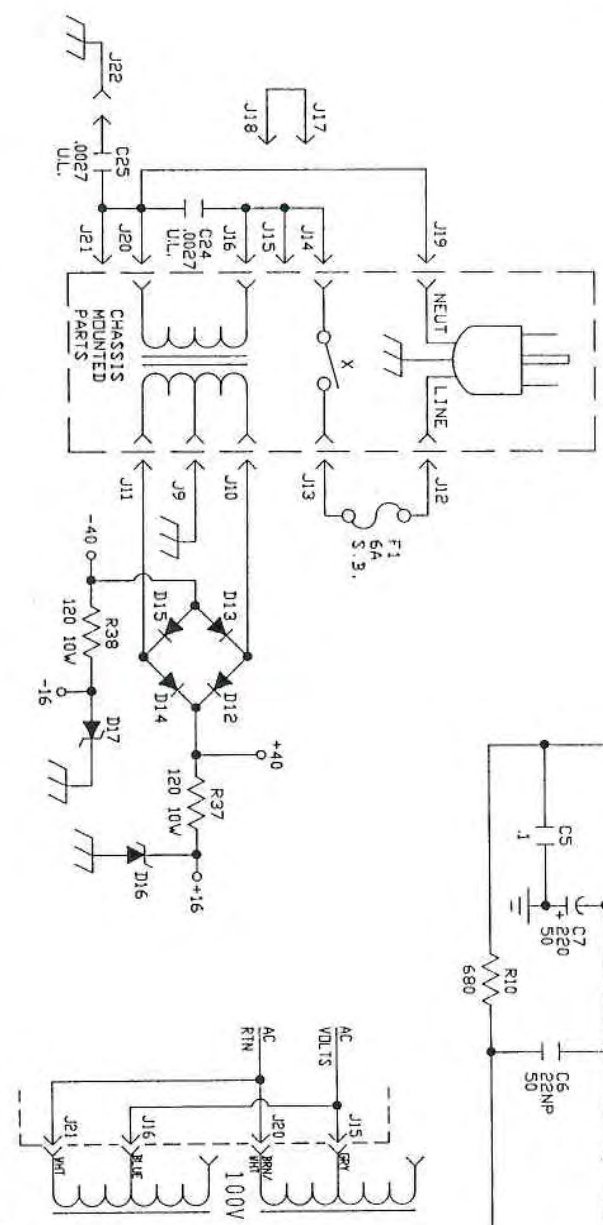 J22
C25
.0027
U.L.
J17
J18
J21
J20
C24
.0027
U.L.
J16
J15
J14
J19
CHASSIS
MOUNTED
PARTS
X
NEUT
LINE
J11
J9
J10
J13
J12
F1
6A
S.B.
-40
R38
120 10W
-16
D17
D15
D13
D14
D12
+40
R37
120 10W
D16
+16
C5
.1
+
C7
220
50
R10
680
C6
22NP
50
AC
RTN
AC
VOLTS
J21
J16
J20
J15
WHT
BLUE
BRN/
WHT
GRY
100V